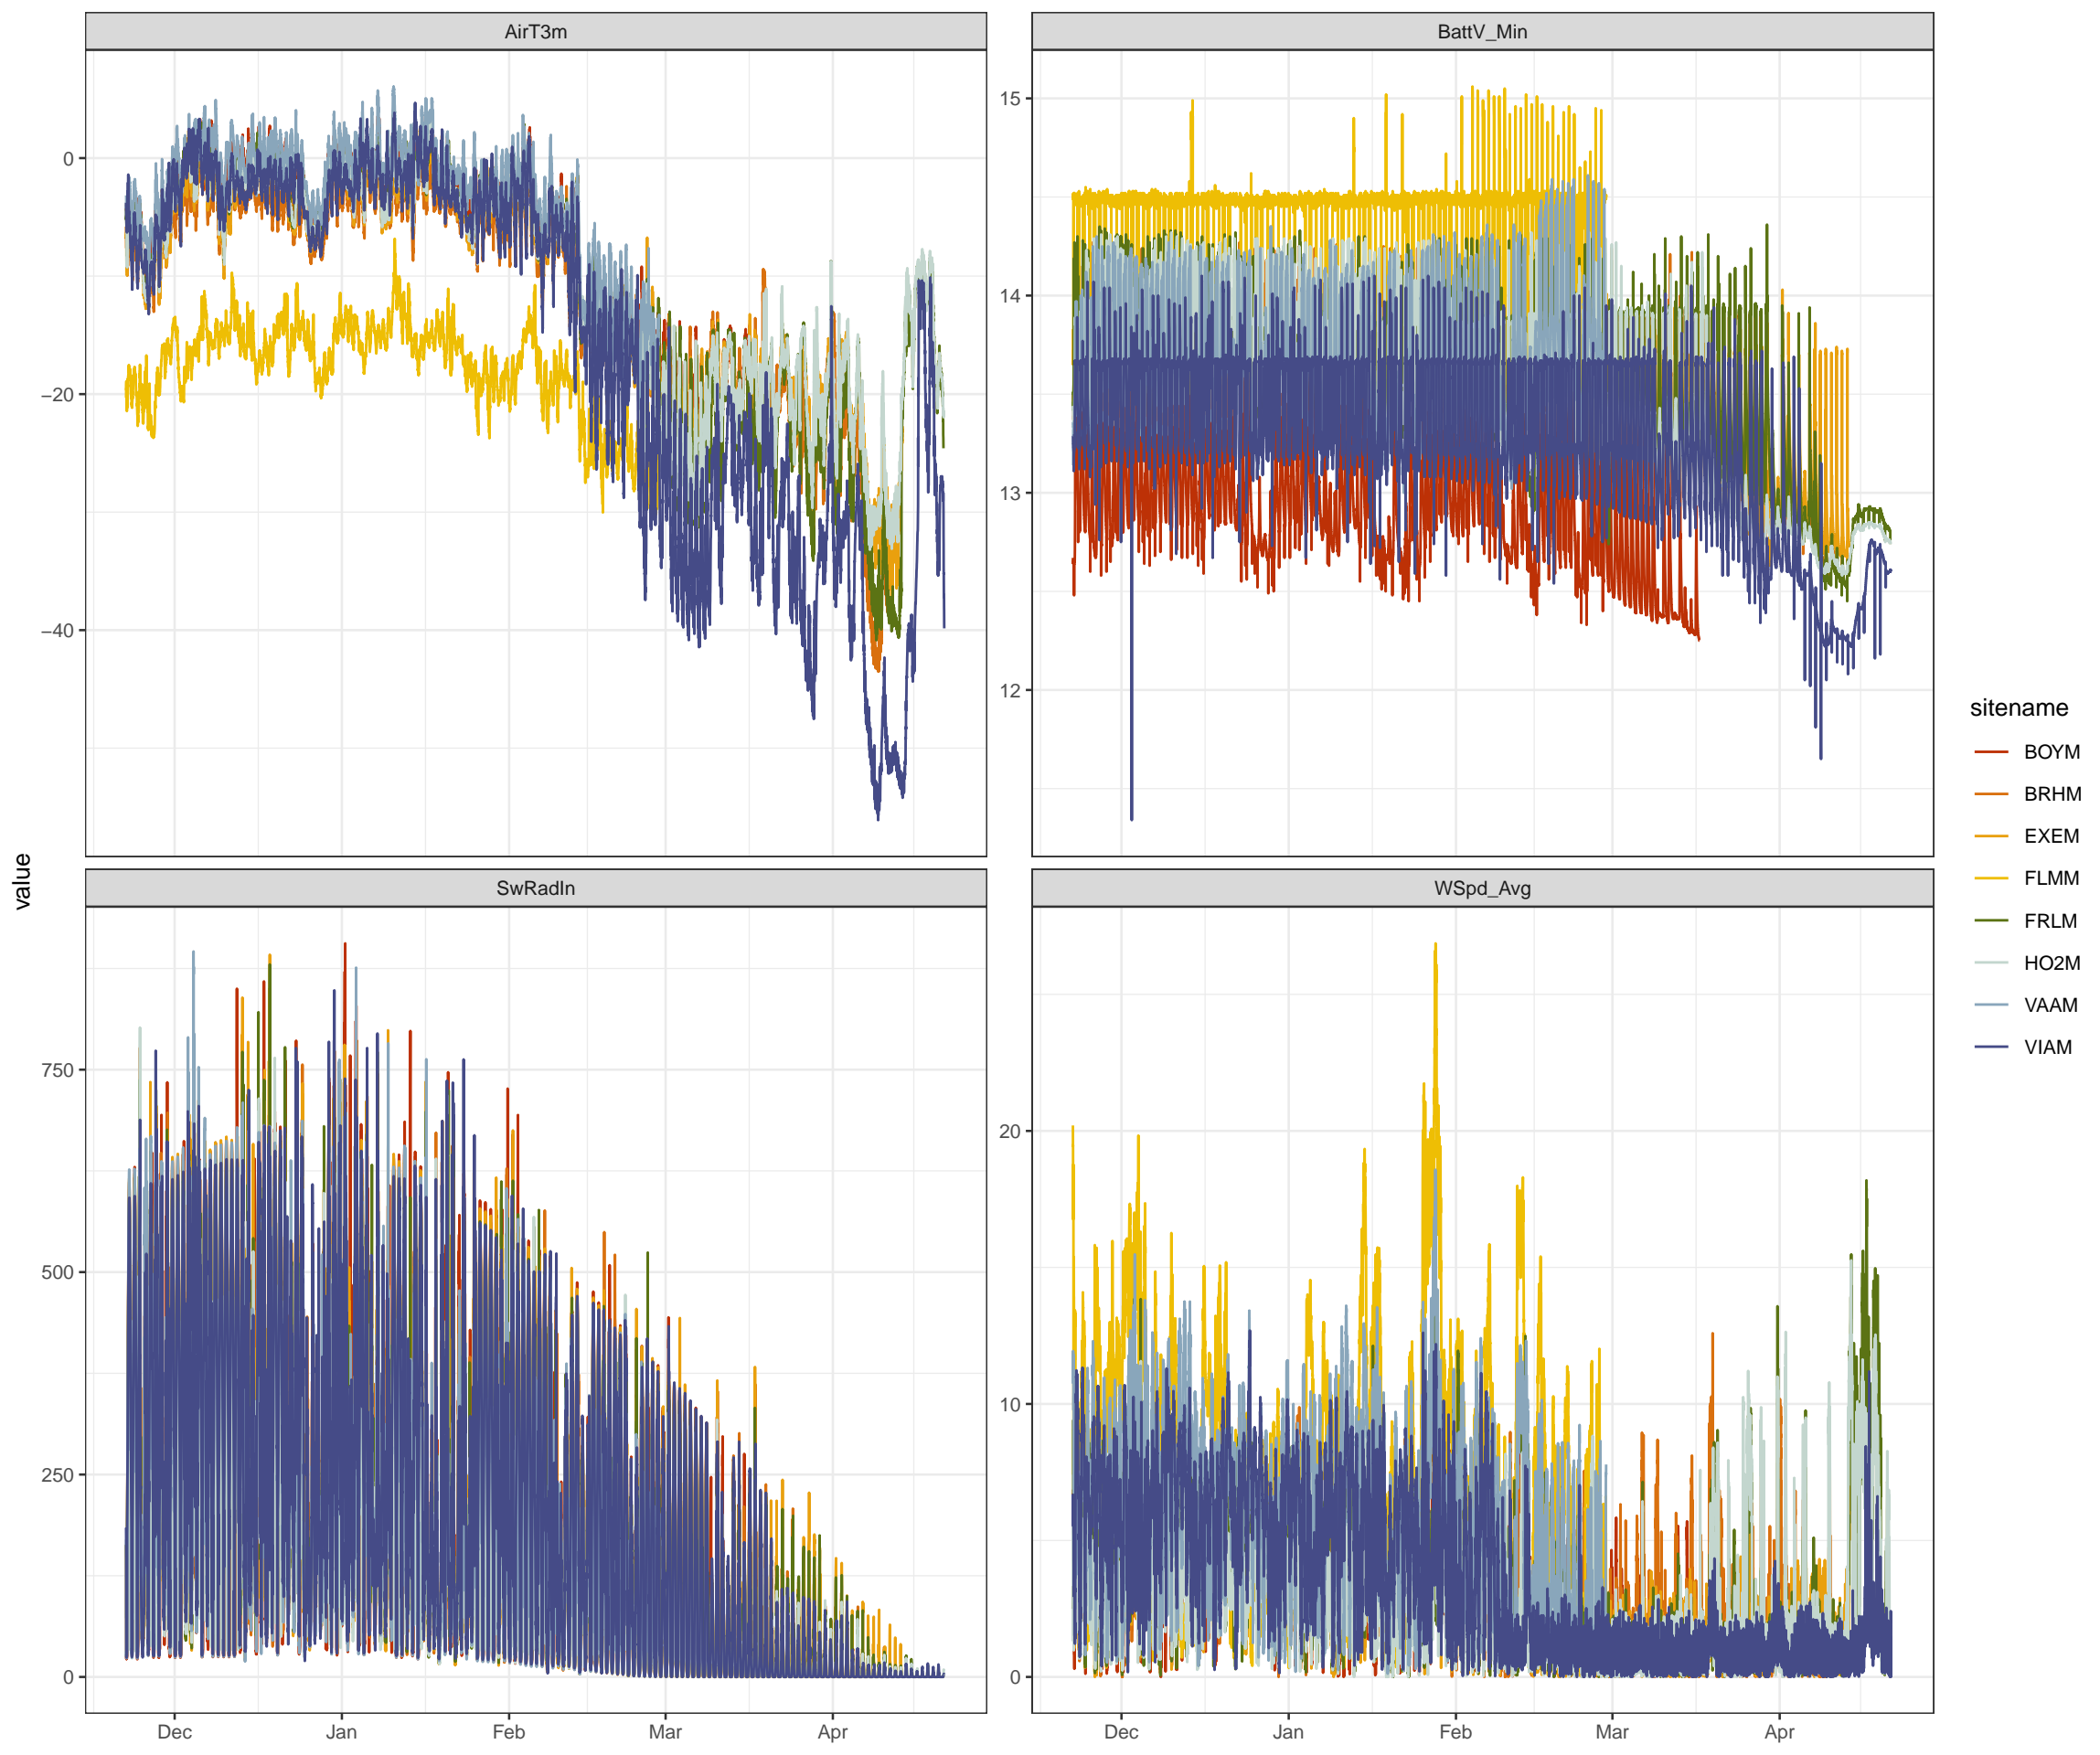 AirT3m
BattV_Min
0
−20
−40
15
14
13
12
value
SwRadIn
WSpd_Avg
750
500
250
0
20
10
0
Dec Jan Feb Mar Apr
Dec Jan Feb Mar Apr
sitename
BOYM
BRHM
EXEM
FLMM
FRLM
HO2M
VAAM
VIAM